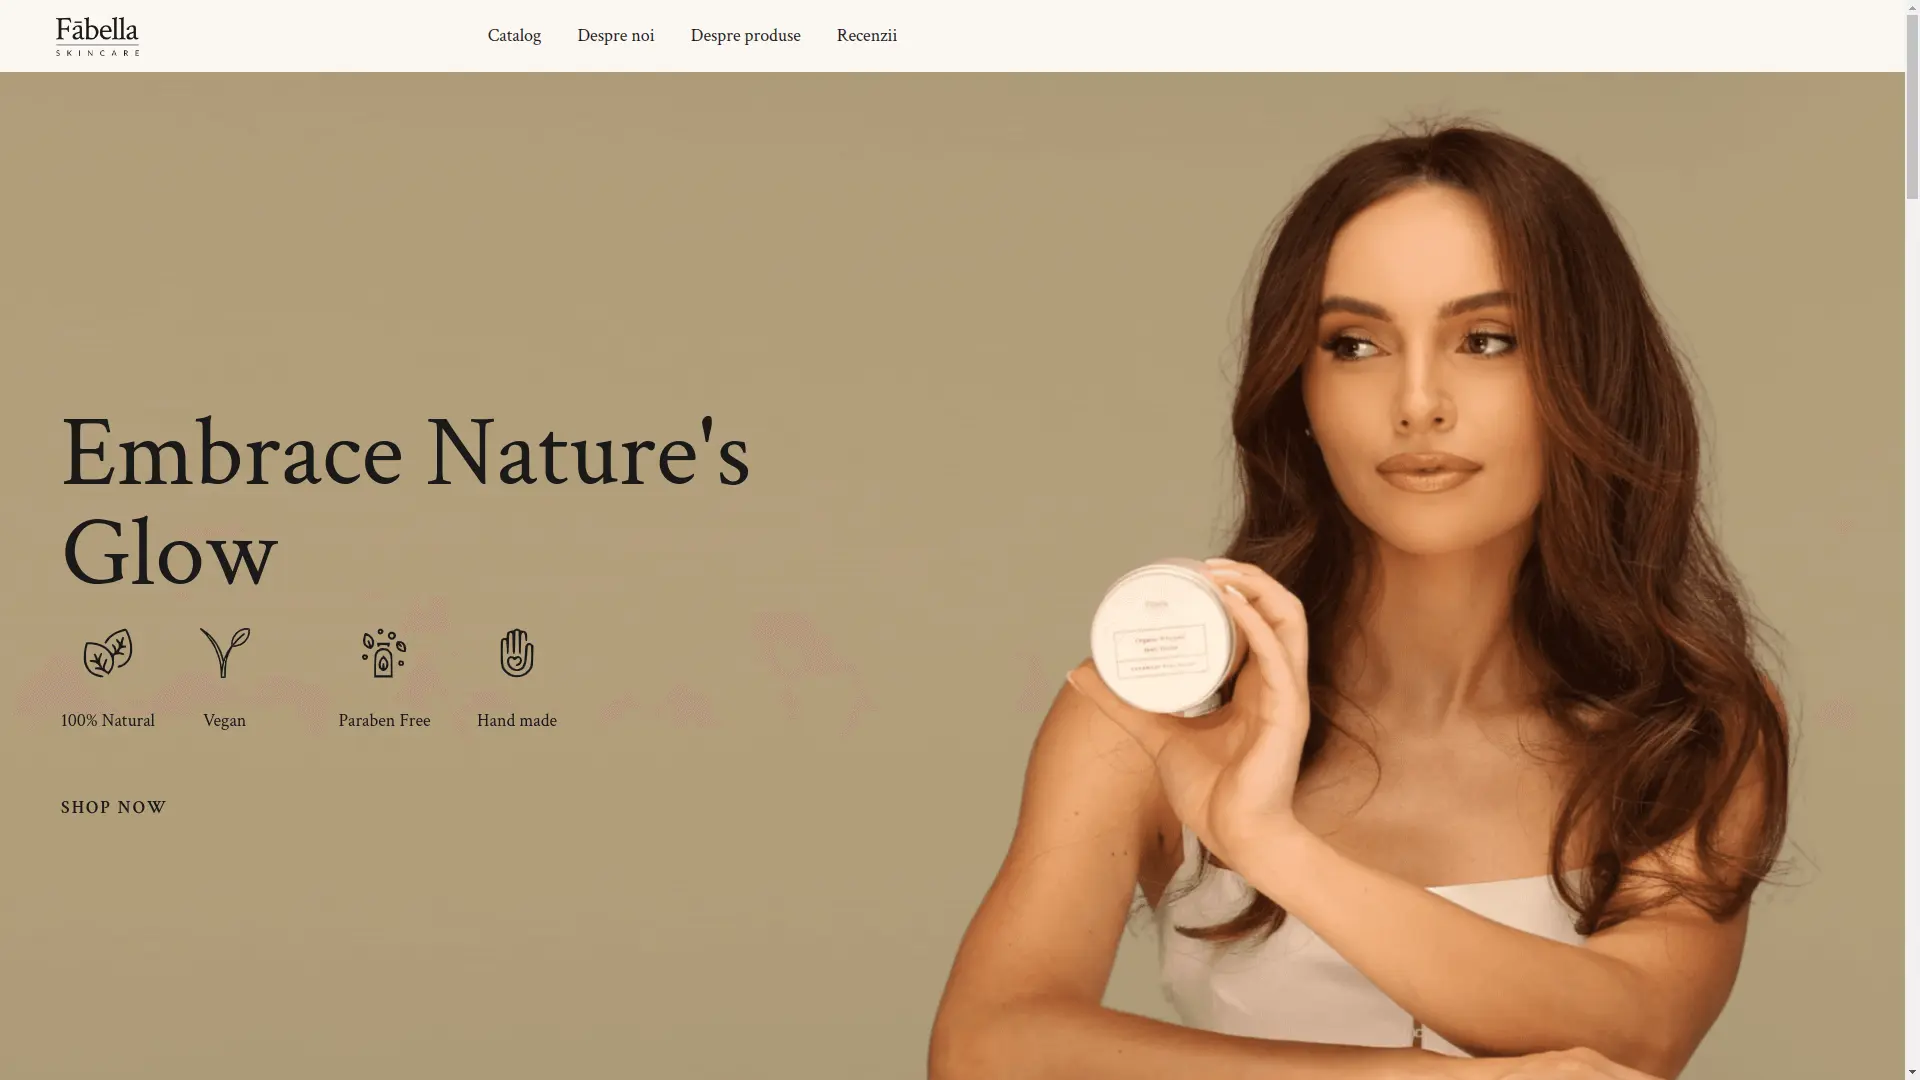 Fābella
SKINCARE
Catalog
Despre noi
Despre produse
Recenzii
Embrace Nature's
Glow
100% Natural
Vegan
Paraben Free
Hand made
SHOP NOW